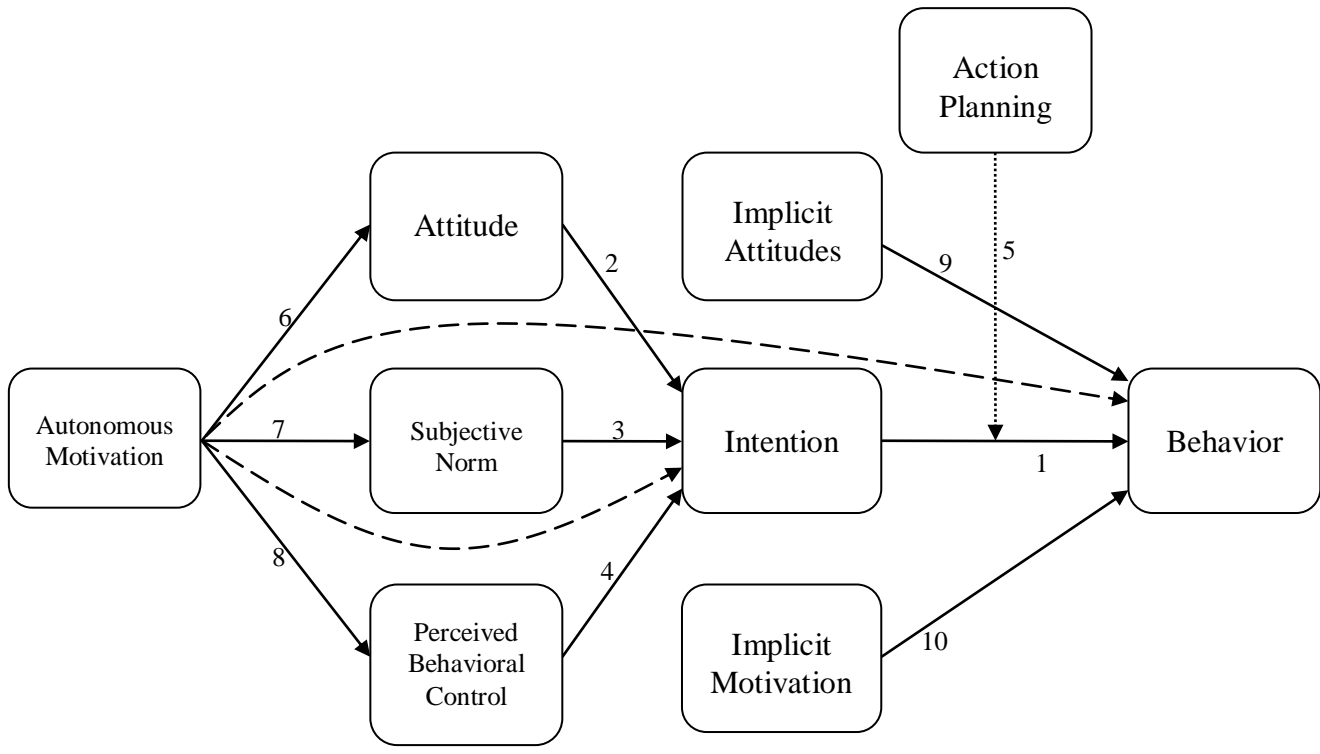 Action
Planning
Attitude
Implicit
Attitudes
2
9
5
6
Autonomous
Motivation
7
Subjective
Norm
3
Intention
1
Behavior
8
4
Perceived
Behavioral
Control
Implicit
Motivation
10